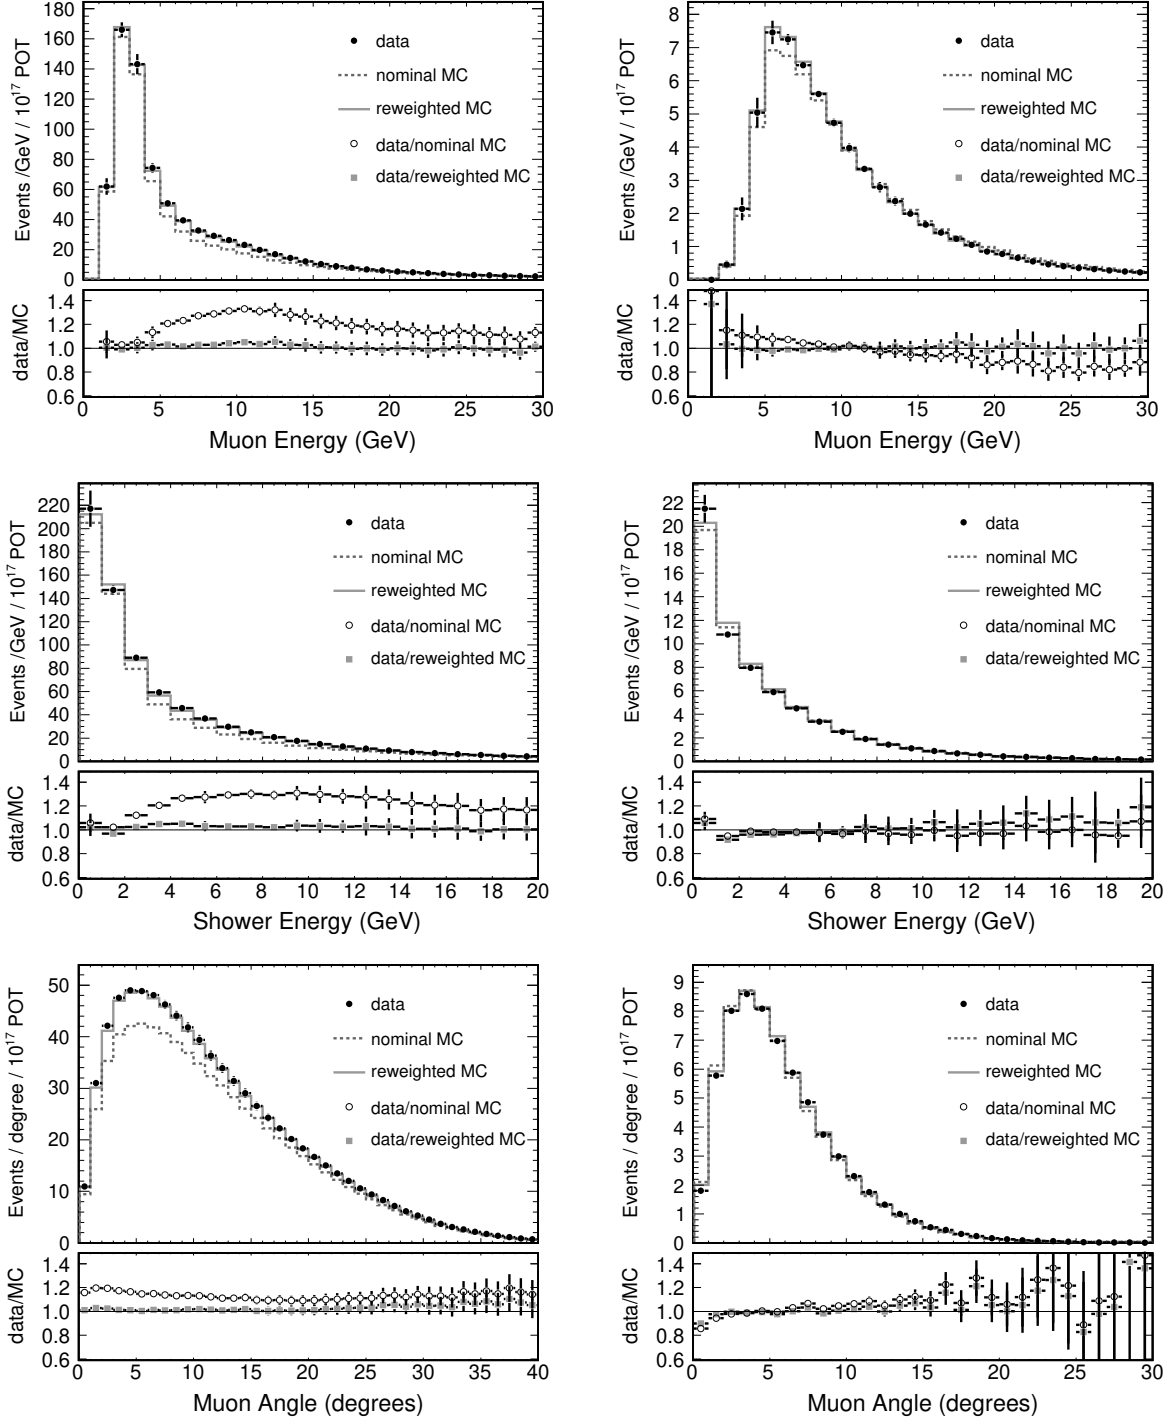 180
160
140
120
100
80
60
40
20
0
Events /GeV / 10^17 POT
data
nominal MC
reweighted MC
data/nominal MC
data/reweighted MC
1.4
1.2
1.0
0.8
0.6
data/MC
0 5 10 15 20 25 30
Muon Energy (GeV)
8
7
6
5
4
3
2
1
0
Events /GeV / 10^17 POT
data
nominal MC
reweighted MC
data/nominal MC
data/reweighted MC
1.4
1.2
1.0
0.8
0.6
data/MC
0 5 10 15 20 25 30
Muon Energy (GeV)
220
200
180
160
140
120
100
80
60
40
20
0
Events /GeV / 10^17 POT
data
nominal MC
reweighted MC
data/nominal MC
data/reweighted MC
1.4
1.2
1.0
0.8
0.6
data/MC
0 2 4 6 8 10 12 14 16 18 20
Shower Energy (GeV)
22
20
18
16
14
12
10
8
6
4
2
0
Events /GeV / 10^17 POT
data
nominal MC
reweighted MC
data/nominal MC
data/reweighted MC
1.4
1.2
1.0
0.8
0.6
data/MC
0 2 4 6 8 10 12 14 16 18 20
Shower Energy (GeV)
50
40
30
20
10
0
Events / degree / 10^17 POT
data
nominal MC
reweighted MC
data/nominal MC
data/reweighted MC
1.4
1.2
1.0
0.8
0.6
data/MC
0 5 10 15 20 25 30 35 40
Muon Angle (degrees)
9
8
7
6
5
4
3
2
1
0
Events / degree / 10^17 POT
data
nominal MC
reweighted MC
data/nominal MC
data/reweighted MC
1.4
1.2
1.0
0.8
0.6
data/MC
0 5 10 15 20 25 30
Muon Angle (degrees)